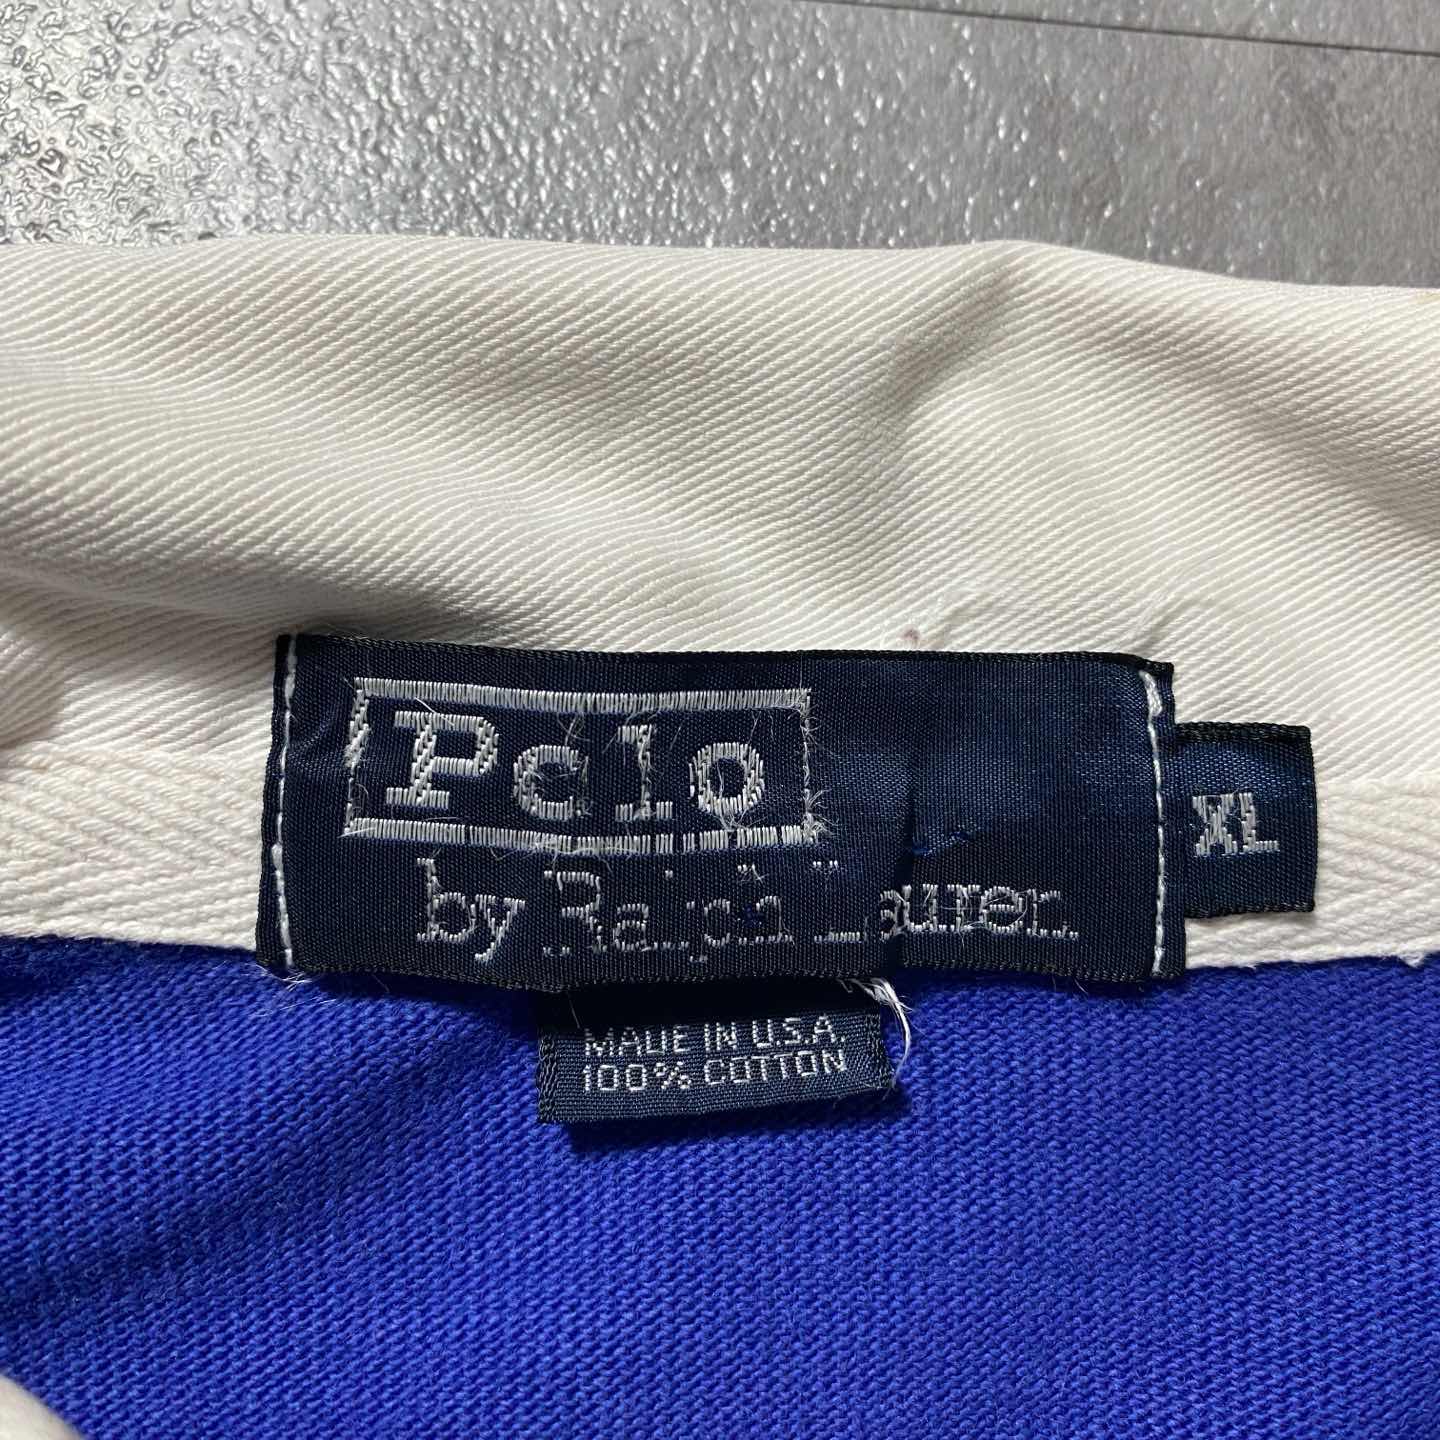 Polo
by Ralph Lauren
XL
MADE IN U.S.A.
100% COTTON